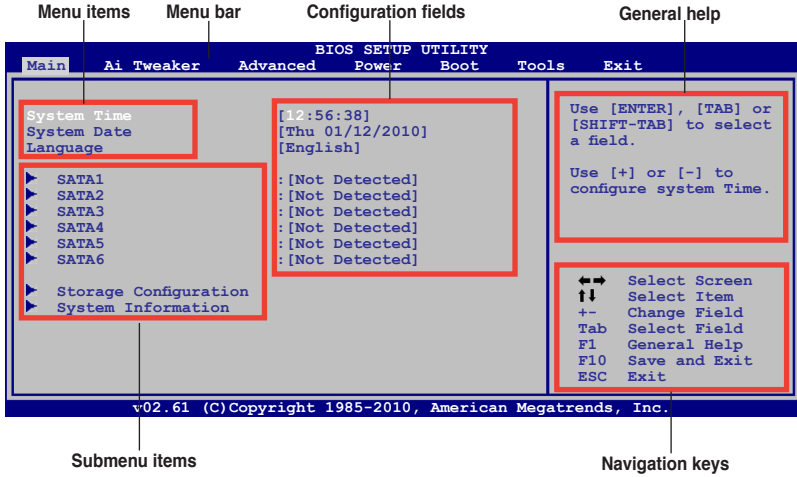 Menu items Menu bar Configuration fields General help
BIOS SETUP UTILITY
Main Ai Tweaker Advanced Power Boot Tools Exit
System Time [12:56:38]
System Date [Thu 01/12/2010]
Language [English]
SATA1 :[Not Detected]
SATA2 :[Not Detected]
SATA3 :[Not Detected]
SATA4 :[Not Detected]
SATA5 :[Not Detected]
SATA6 :[Not Detected]
Storage Configuration
System Information
Use [ENTER], [TAB] or
[SHIFT-TAB] to select
a field.
Use [+] or [-] to
configure system Time.
←→ Select Screen
↑↓ Select Item
+- Change Field
Tab Select Field
F1 General Help
F10 Save and Exit
ESC Exit
v02.61 (C)Copyright 1985-2010, American Megatrends, Inc.
Submenu items Navigation keys